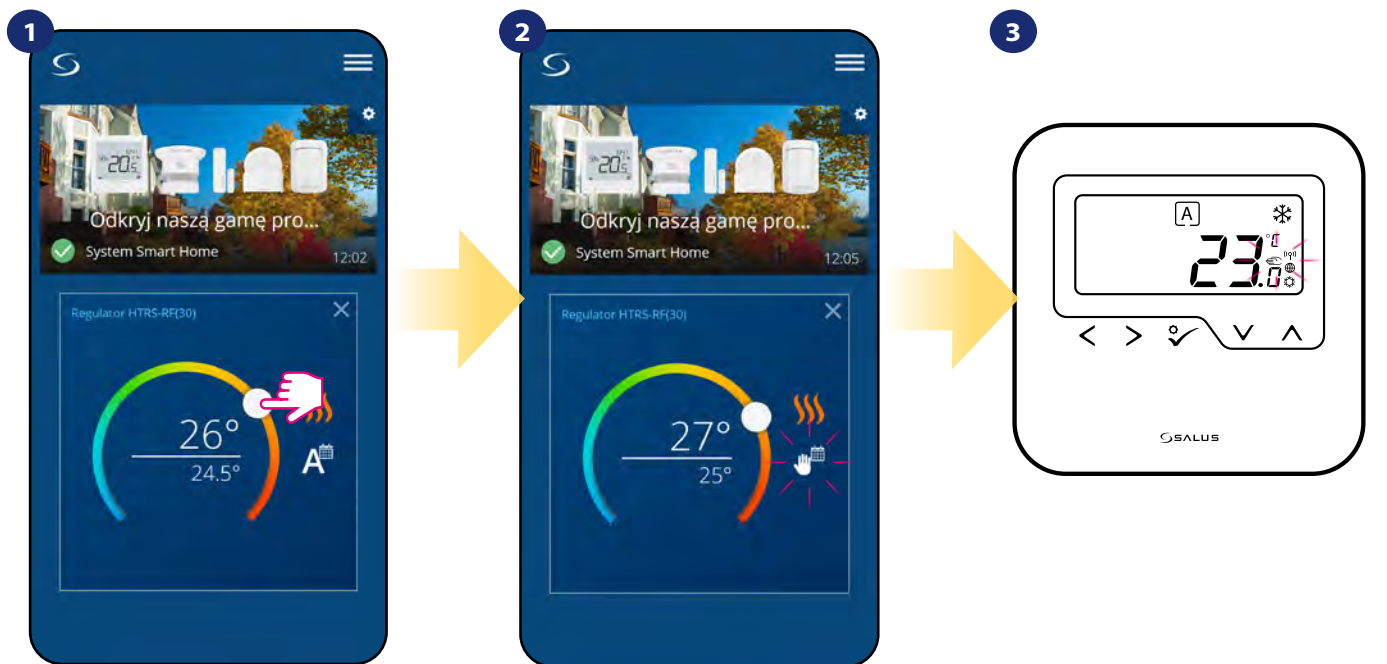 1
Odkryj naszą gamę pro...
System Smart Home
12:02
Regulator HTRS-RF(30)
26°
24.5°
A
2
Odkryj naszą gamę pro...
System Smart Home
12:05
Regulator HTRS-RF(30)
27°
25°
3
A
23.0
SALUS